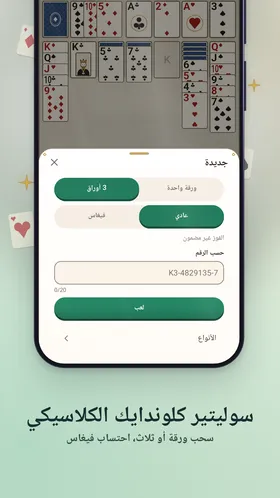 جديدة
ورقة واحدة
3 أوراق
عادي
فيغاس
الفوز غير مضمون
حسب الرقم
K3-4829135-7
0/20
لعب
الأنواع
سوليتير كلوندايك الكلاسيكي
سحب ورقة أو ثلاث، احتساب فيغاس